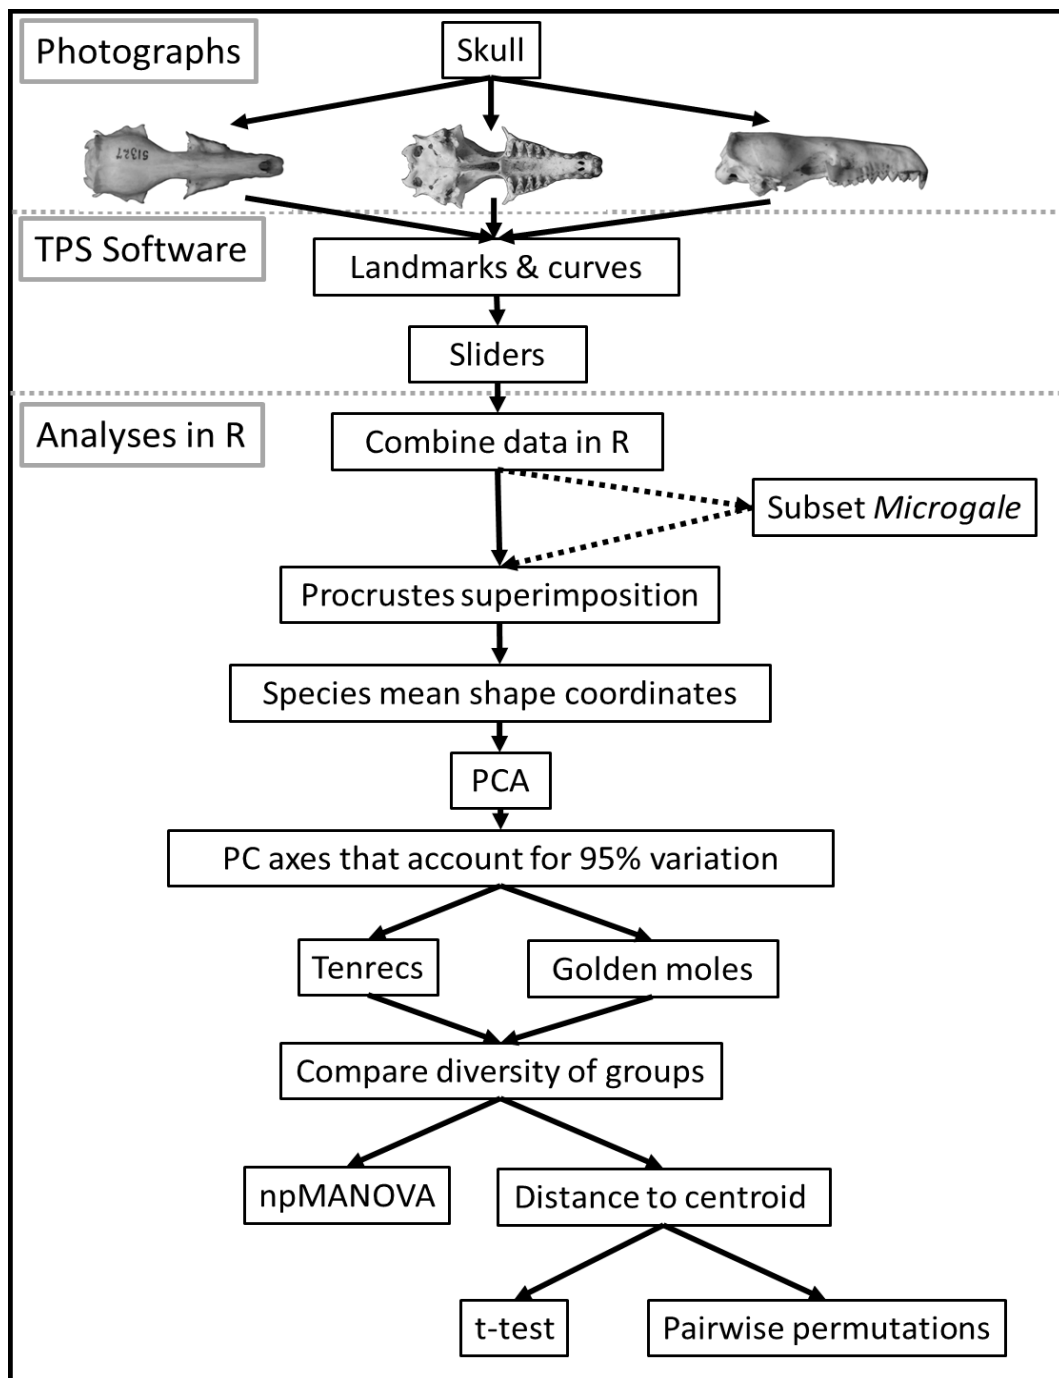 Photographs
Skull
51327
TPS Software
Landmarks & curves
Sliders
Analyses in R
Combine data in R
Subset Microgale
Procrustes superimposition
Species mean shape coordinates
PCA
PC axes that account for 95% variation
Tenrecs
Golden moles
Compare diversity of groups
npMANOVA
Distance to centroid
t-test
Pairwise permutations